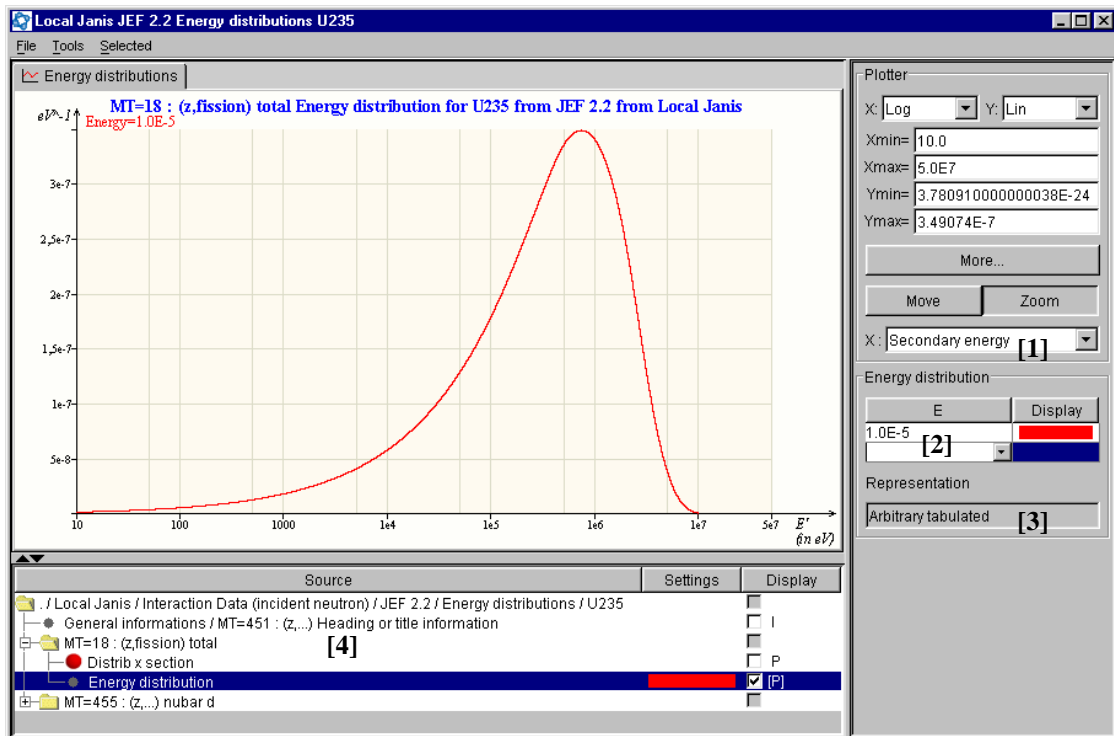 Local Janis JEF 2.2 Energy distributions U235
File Tools Selected
Energy distributions
MT=18 : (z,fission) total Energy distribution for U235 from JEF 2.2 from Local Janis
eV^-1
Energy=1.0E-5
3e-7
2,5e-7
2e-7
1,5e-7
1e-7
5e-8
10 100 1000 1e4 1e5 1e6 1e7 5e7
E'
(in eV)
Plotter
X: Log Y: Lin
Xmin= 10.0
Xmax= 5.0E7
Ymin= 3.780910000000038E-24
Ymax= 3.49074E-7
More...
Move Zoom
X : Secondary energy [1]
Energy distribution
E Display
1.0E-5
[2]
Representation
Arbitrary tabulated [3]
Source Settings Display
. / Local Janis / Interaction Data (incident neutron) / JEF 2.2 / Energy distributions / U235
General informations / MT=451 : (z,...) Heading or title information I
MT=18 : (z,fission) total [4]
Distrib x section P
Energy distribution [P]
MT=455 : (z,...) nubar d